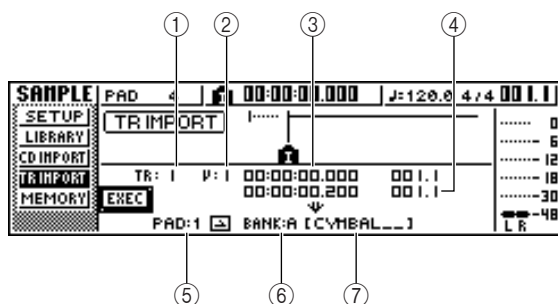 ① ② ③ ④
SAMPLE PAD 4 00:00:00.000 ♩=120.0 4/4 001.1
SETUP
LIBRARY
CD IMPORT
TR IMPORT
MEMORY
TR IMPORT
I
TR: 1 V: 1 00:00:00.000 001.1
00:00:00.200 001.1
EXEC
PAD:1 BANK:A [CYMBAL__]
0
6
12
18
30
48
L R
⑤ ⑥ ⑦